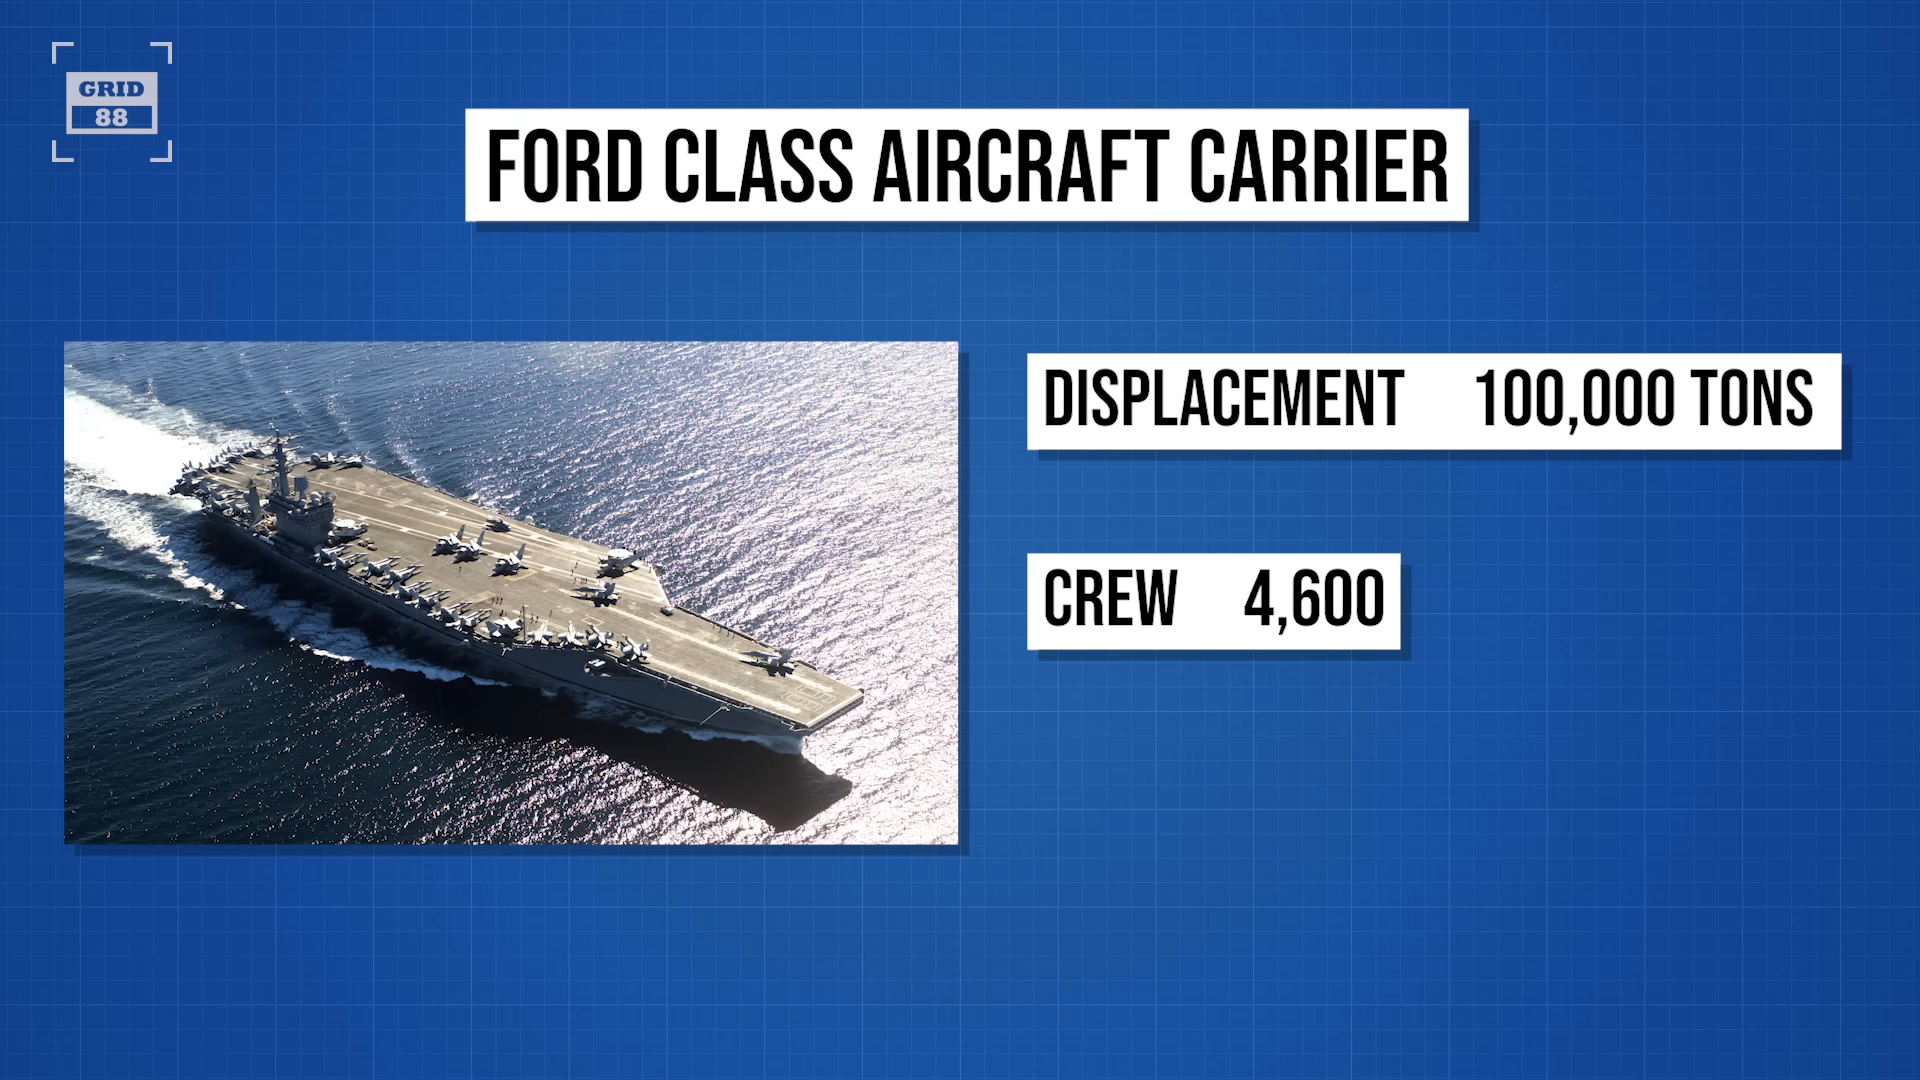 GRID
88
FORD CLASS AIRCRAFT CARRIER
DISPLACEMENT 100,000 TONS
CREW 4,600